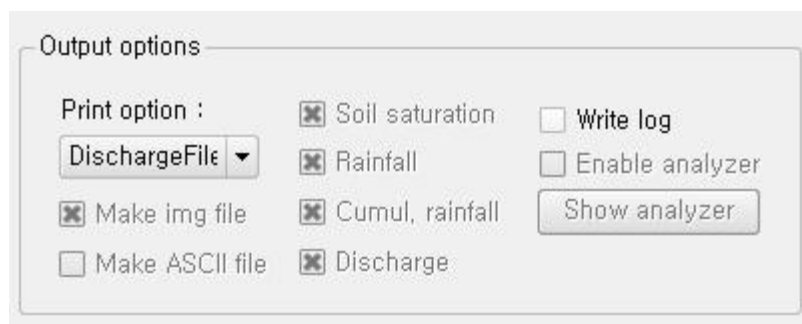 Output options
Print option :
DischargeFile
Make img file
Make ASCII file
Soil saturation
Rainfall
Cumul, rainfall
Discharge
Write log
Enable analyzer
Show analyzer